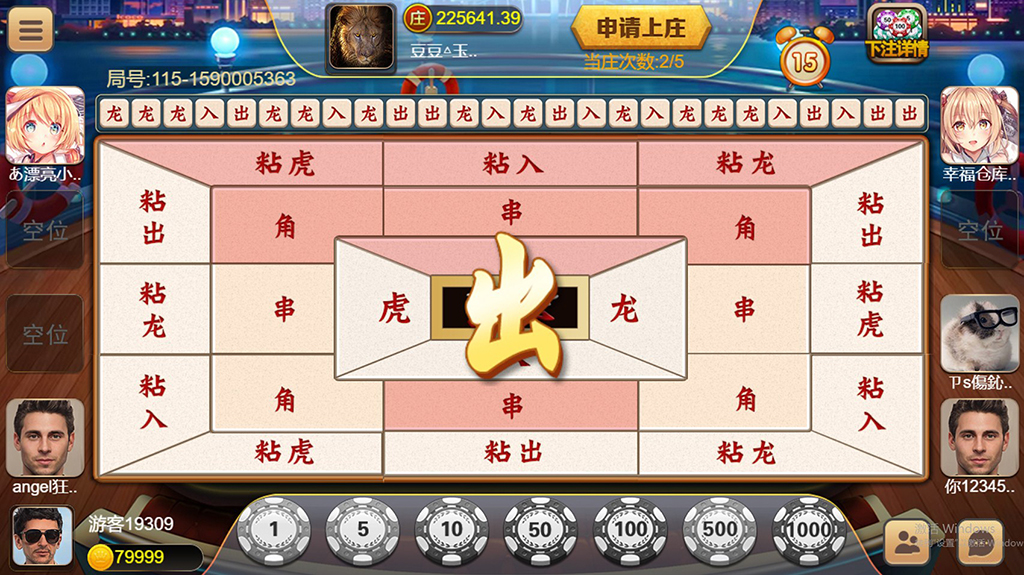 庄 225641.39
豆豆△玉..
申请上庄
当庄次数:2/5
15
下注详情
局号:115-1590005363
龙 龙 龙 入 出 龙 龙 入 龙 出 出 龙 入 龙 出 入 龙 入 龙 龙 龙 入 出 入 出 出
あ漂亮小..
幸福仓库..
空位
空位
空位
粘虎 粘入 粘龙
粘出
粘出
角 串 角
粘龙
串
虎
出
龙
串
粘虎
粘入
角 串 角
粘入
粘虎 粘出 粘龙
angel狂..
你12345..
游客19309
79999
1 5 10 50 100 500 1000